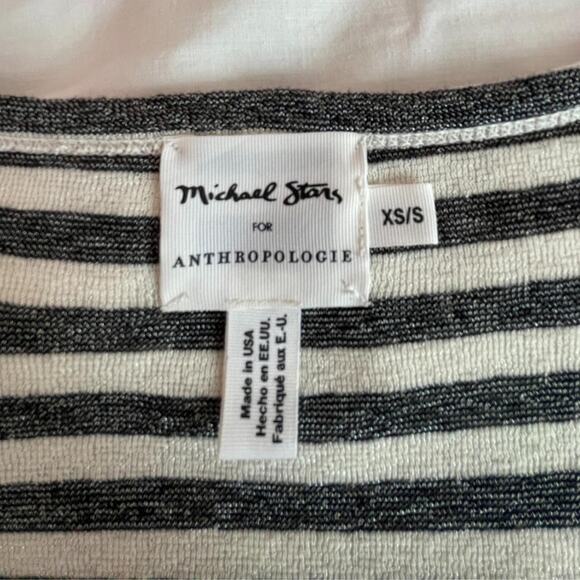 Michael Stars
FOR
ANTHROPOLOGIE
XS/S
Made in USA
Hecho en EE.UU.
Fabriqué aux E.-U.